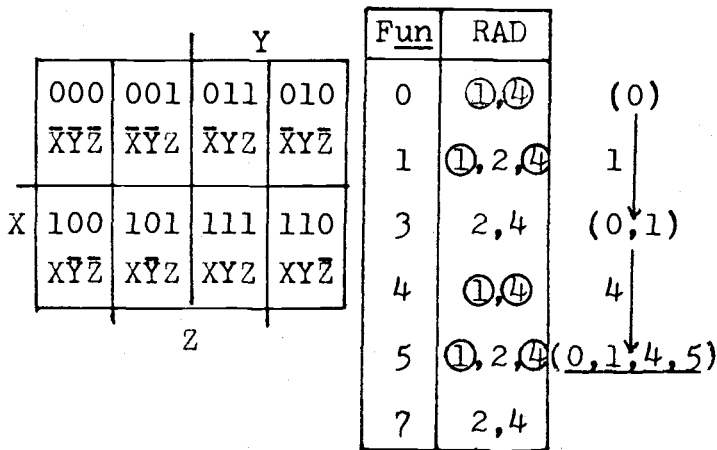 Y
000 001 011 010
X̄ȲZ̄ X̄ȲZ X̄YZ X̄YZ̄
X 100 101 111 110
XȲZ̄ XȲZ XYZ XYZ̄
Z
Fun RAD
0 ①,④ (0)
1 ①,2,④ 1
3 2,4 (0,1)
4 ①,④ 4
5 ①,2,④ (0,1,4,5)
7 2,4